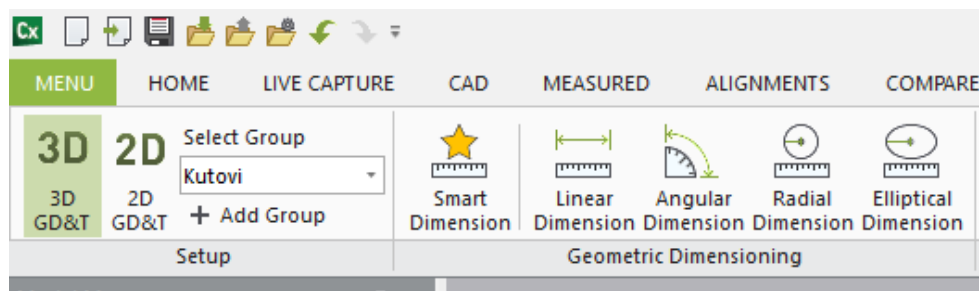 Cx
MENU HOME LIVE CAPTURE CAD MEASURED ALIGNMENTS COMPARE
3D 2D Select Group
Kutovi
3D 2D Smart Linear Angular Radial Elliptical
GD&T GD&T + Add Group Dimension Dimension Dimension Dimension Dimension
Setup Geometric Dimensioning